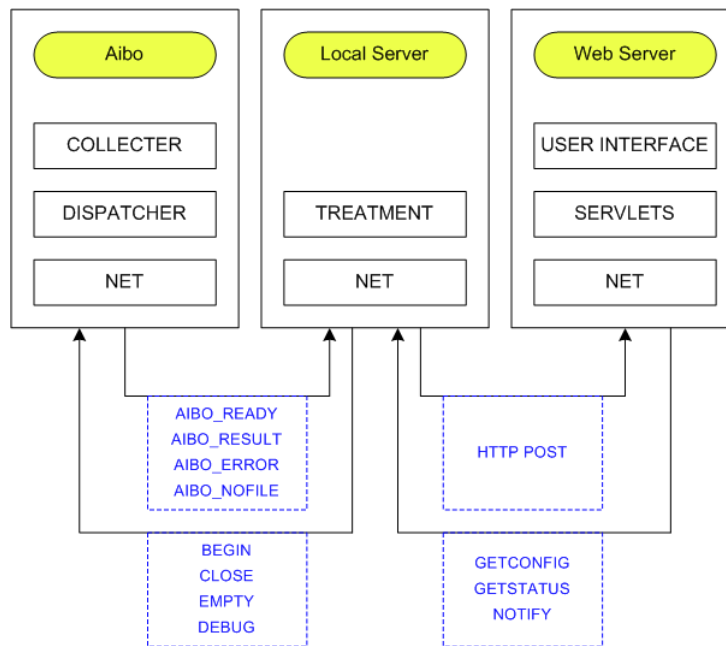 Aibo
Local Server
Web Server
COLLECTER
USER INTERFACE
DISPATCHER
TREATMENT
SERVLETS
NET
NET
NET
AIBO_READY
AIBO_RESULT
AIBO_ERROR
AIBO_NOFILE
HTTP POST
BEGIN
CLOSE
EMPTY
DEBUG
GETCONFIG
GETSTATUS
NOTIFY